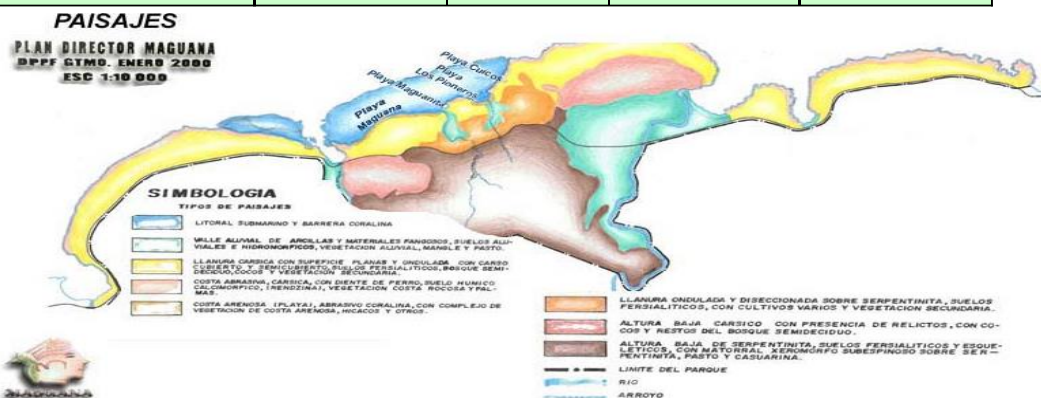 PAISAJES
PLAN DIRECTOR MAGUANA
DPPF GTMO. ENERO 2000
ESC 1:10 000
Playa Cuicos
Playa
Los Pioneros
Playa Maguanita
Playa
Maguana
SIMBOLOGIA
TIPOS DE PAISAJES
LITORAL SUBMARINO Y BARRERA CORALINA
VALLE ALUVIAL DE ARCILLAS Y MATERIALES FANGOSOS, SUELOS ALU-
VIALES E HIDROMORFICOS, VEGETACION ALUVIAL, MANGLE Y PASTO.
LLANURA CARSICA CON SUPERFICIE PLANAS Y ONDULADA CON CARSO
CUBIERTO Y SEMICUBIERTO, SUELOS FERSIALITICOS, BOSQUE SEMI-
DECIDUO, COCOS Y VEGETACION SECUNDARIA.
COSTA ABRASIVA, CARSICA, CON DIENTE DE PERRO, SUELO HUMICO
CALCIMORFICO, (RENDZINA), VEGETACION COSTA ROCOSA Y PAL-
MAS.
COSTA ARENOSA (PLAYA), ABRASIVO CORALINA, CON COMPLEJO DE
VEGETACION DE COSTA ARENOSA, HICACOS Y OTROS.
LLANURA ONDULADA Y DISECCIONADA SOBRE SERPENTINITA, SUELOS
FERSIALITICOS, CON CULTIVOS VARIOS Y VEGETACION SECUNDARIA.
ALTURA BAJA CARSICO CON PRESENCIA DE RELICTOS, CON CO-
COS Y RESTOS DEL BOSQUE SEMIDECIDUO.
ALTURA BAJA DE SERPENTINITA, SUELOS FERSIALITICOS Y ESQUE-
LETICOS, CON MATORRAL XEROMORFO SUBESPINOSO SOBRE SER-
PENTINITA, PASTO Y CASUARINA.
LIMITE DEL PARQUE
RIO
ARROYO
MAGUANA